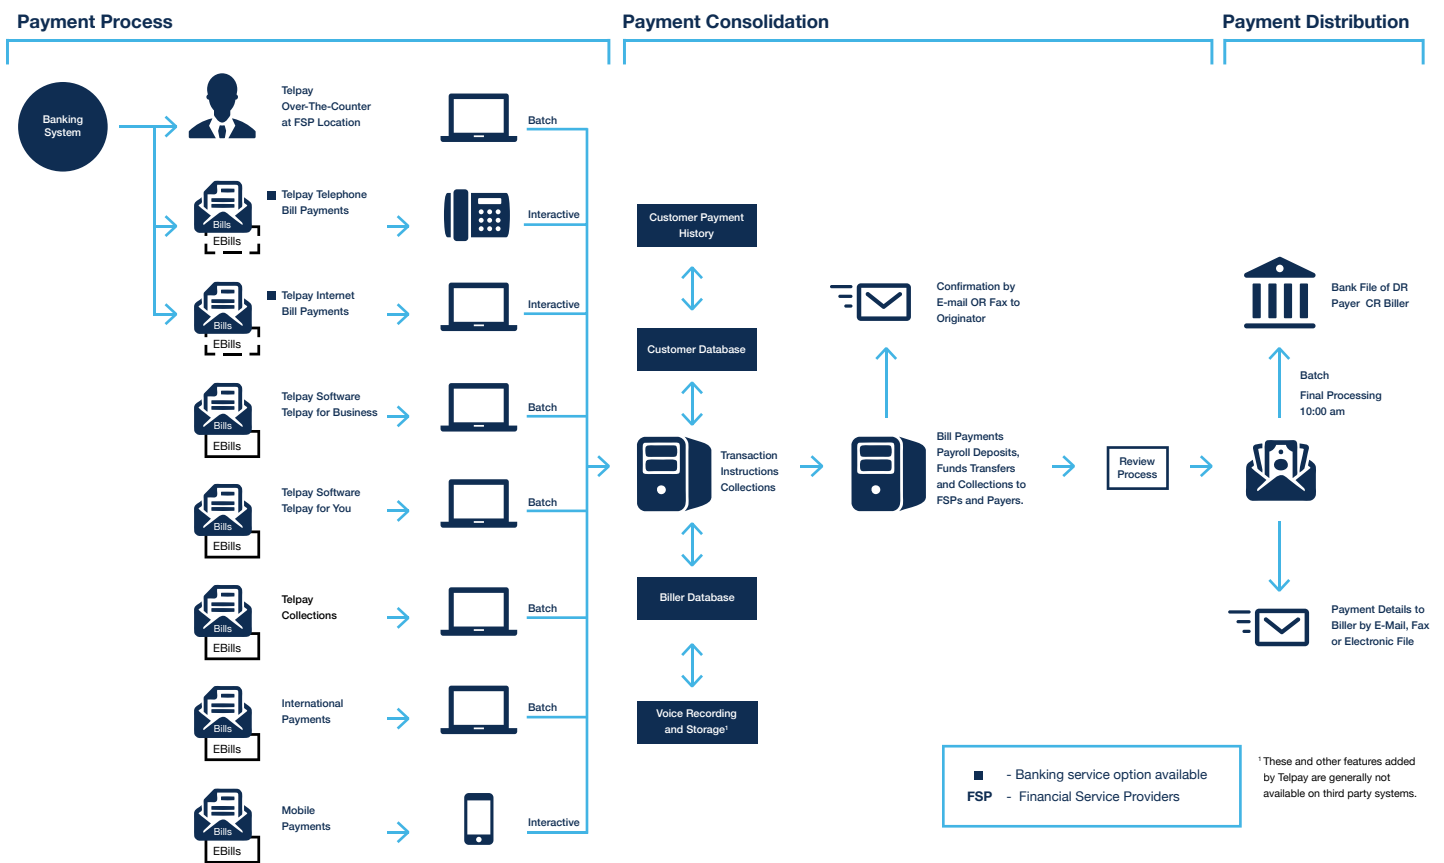 Payment Process
Payment Consolidation
Payment Distribution
Banking
System
Telpay
Over-The-Counter
at FSP Location
Batch
Bills
EBills
Telpay Telephone
Bill Payments
Interactive
Bills
EBills
Telpay Internet
Bill Payments
Interactive
Bills
EBills
Telpay Software
Telpay for Business
Batch
Bills
EBills
Telpay Software
Telpay for You
Batch
Bills
EBills
Telpay
Collections
Batch
Bills
EBills
International
Payments
Batch
Bills
EBills
Mobile
Payments
Interactive
Customer Payment
History
Customer Database
Transaction
Instructions
Collections
Biller Database
Voice Recording
and Storage¹
Confirmation by
E-mail OR Fax to
Originator
Bill Payments
Payroll Deposits,
Funds Transfers
and Collections to
FSPs and Payers.
Review
Process
Bank File of DR
Payer CR Biller
Batch
Final Processing
10:00 am
Payment Details to
Biller by E-Mail, Fax
or Electronic File
- Banking service option available
FSP - Financial Service Providers
¹ These and other features added
by Telpay are generally not
available on third party systems.